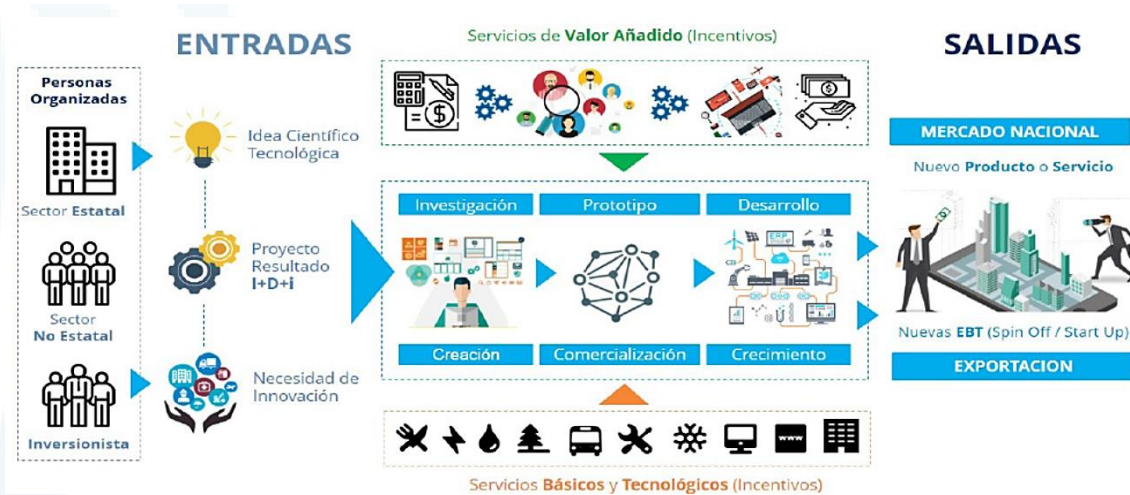 ENTRADAS
Servicios de Valor Añadido (Incentivos)
SALIDAS
Personas
Organizadas
Sector Estatal
Sector
No Estatal
Inversionista
Idea Científico
Tecnológica
Proyecto
Resultado
I+D+i
Necesidad de
Innovación
Investigación
Prototipo
Desarrollo
ERP
Creación
Comercialización
Crecimiento
www
Servicios Básicos y Tecnológicos (Incentivos)
MERCADO NACIONAL
Nuevo Producto o Servicio
Nuevas EBT (Spin Off / Start Up)
EXPORTACION